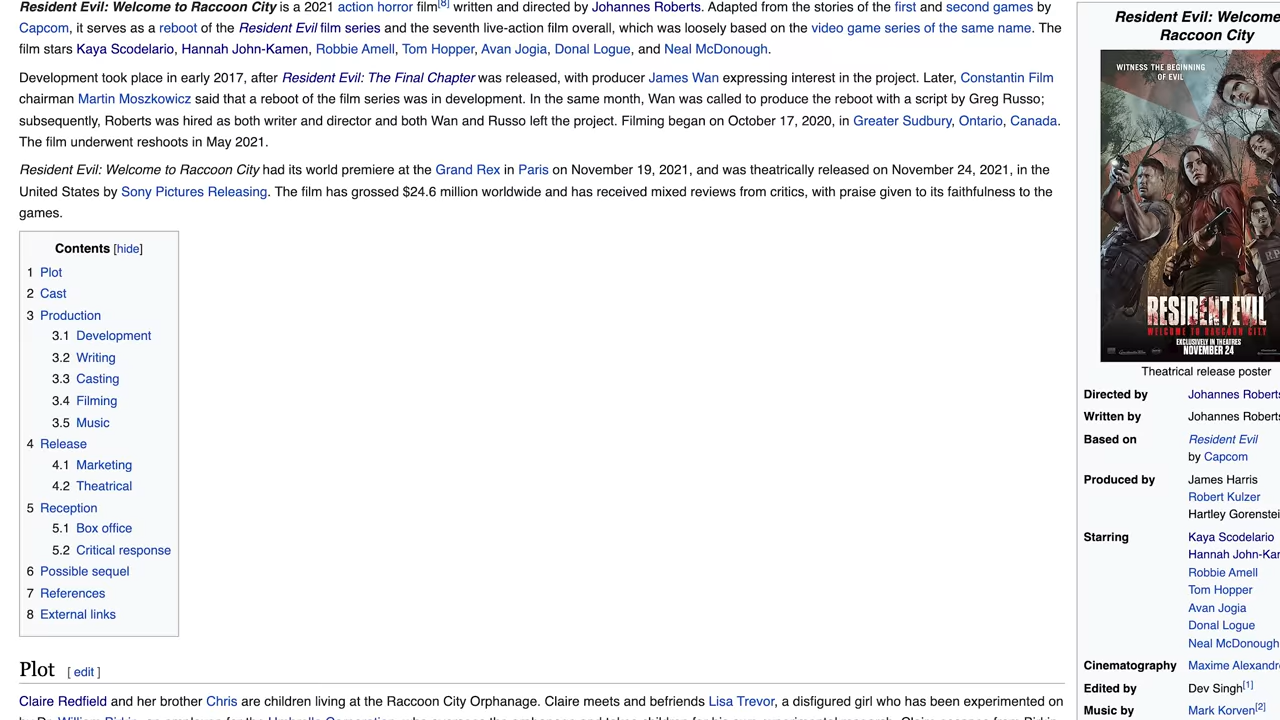 Resident Evil: Welcome to Raccoon City is a 2021 action horror film[8] written and directed by Johannes Roberts. Adapted from the stories of the first and second games by
Capcom, it serves as a reboot of the Resident Evil film series and the seventh live-action film overall, which was loosely based on the video game series of the same name. The
film stars Kaya Scodelario, Hannah John-Kamen, Robbie Amell, Tom Hopper, Avan Jogia, Donal Logue, and Neal McDonough.
Development took place in early 2017, after Resident Evil: The Final Chapter was released, with producer James Wan expressing interest in the project. Later, Constantin Film
chairman Martin Moszkowicz said that a reboot of the film series was in development. In the same month, Wan was called to produce the reboot with a script by Greg Russo;
subsequently, Roberts was hired as both writer and director and both Wan and Russo left the project. Filming began on October 17, 2020, in Greater Sudbury, Ontario, Canada.
The film underwent reshoots in May 2021.
Resident Evil: Welcome to Raccoon City had its world premiere at the Grand Rex in Paris on November 19, 2021, and was theatrically released on November 24, 2021, in the
United States by Sony Pictures Releasing. The film has grossed $24.6 million worldwide and has received mixed reviews from critics, with praise given to its faithfulness to the
games.
Contents [hide]
1 Plot
2 Cast
3 Production
3.1 Development
3.2 Writing
3.3 Casting
3.4 Filming
3.5 Music
4 Release
4.1 Marketing
4.2 Theatrical
5 Reception
5.1 Box office
5.2 Critical response
6 Possible sequel
7 References
8 External links
Plot [ edit ]
Claire Redfield and her brother Chris are children living at the Raccoon City Orphanage. Claire meets and befriends Lisa Trevor, a disfigured girl who has been experimented on
Resident Evil: Welcome
Raccoon City
WITNESS THE BEGINNING
OF EVIL
RESIDENT EVIL
WELCOME TO RACCOON CITY
EXCLUSIVELY IN THEATRES
NOVEMBER 24
Theatrical release poster
Directed by Johannes Roberts
Written by Johannes Roberts
Based on Resident Evil
by Capcom
Produced by James Harris
Robert Kulzer
Hartley Gorenstei
Starring Kaya Scodelario
Hannah John-Kar
Robbie Amell
Tom Hopper
Avan Jogia
Donal Logue
Neal McDonough
Cinematography Maxime Alexandre
Edited by Dev Singh[1]
Music by Mark Korven[2]